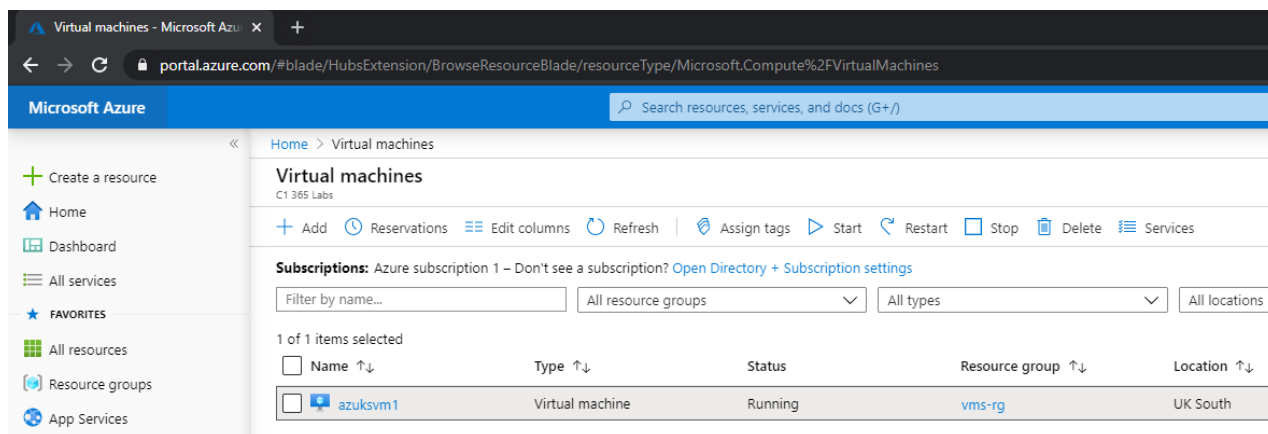 Virtual machines - Microsoft Azu
portal.azure.com/#blade/HubsExtension/BrowseResourceBlade/resourceType/Microsoft.Compute%2FVirtualMachines
Microsoft Azure
Search resources, services, and docs (G+/)
Create a resource
Home
Dashboard
All services
FAVORITES
All resources
Resource groups
App Services
Home > Virtual machines
Virtual machines
C1 365 Labs
Add Reservations Edit columns Refresh Assign tags Start Restart Stop Delete Services
Subscriptions: Azure subscription 1 – Don't see a subscription? Open Directory + Subscription settings
Filter by name... All resource groups All types All locations
1 of 1 items selected
Name Type Status Resource group Location
azuksvm1 Virtual machine Running vms-rg UK South